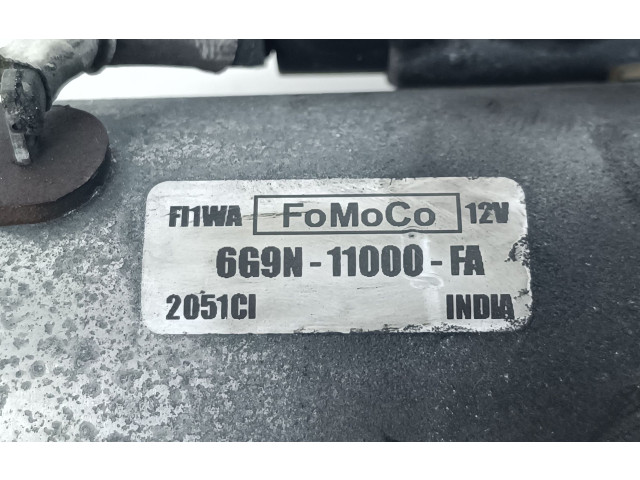 FI1WA FoMoCo 12V
6G9N - 11000 - FA
2051CI INDIA